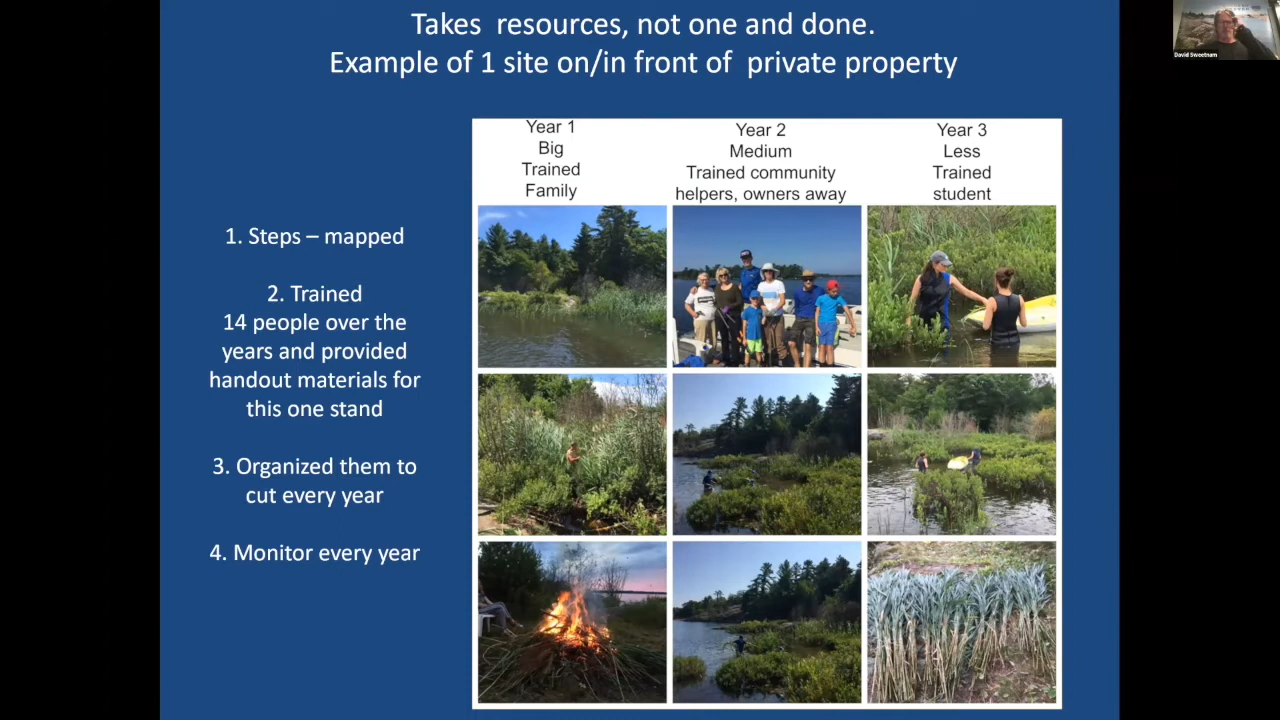 Takes resources, not one and done.
Example of 1 site on/in front of private property
David Sweetnam
1. Steps – mapped
2. Trained
14 people over the
years and provided
handout materials for
this one stand
3. Organized them to
cut every year
4. Monitor every year
Year 1
Big
Trained
Family
Year 2
Medium
Trained community
helpers, owners away
Year 3
Less
Trained
student